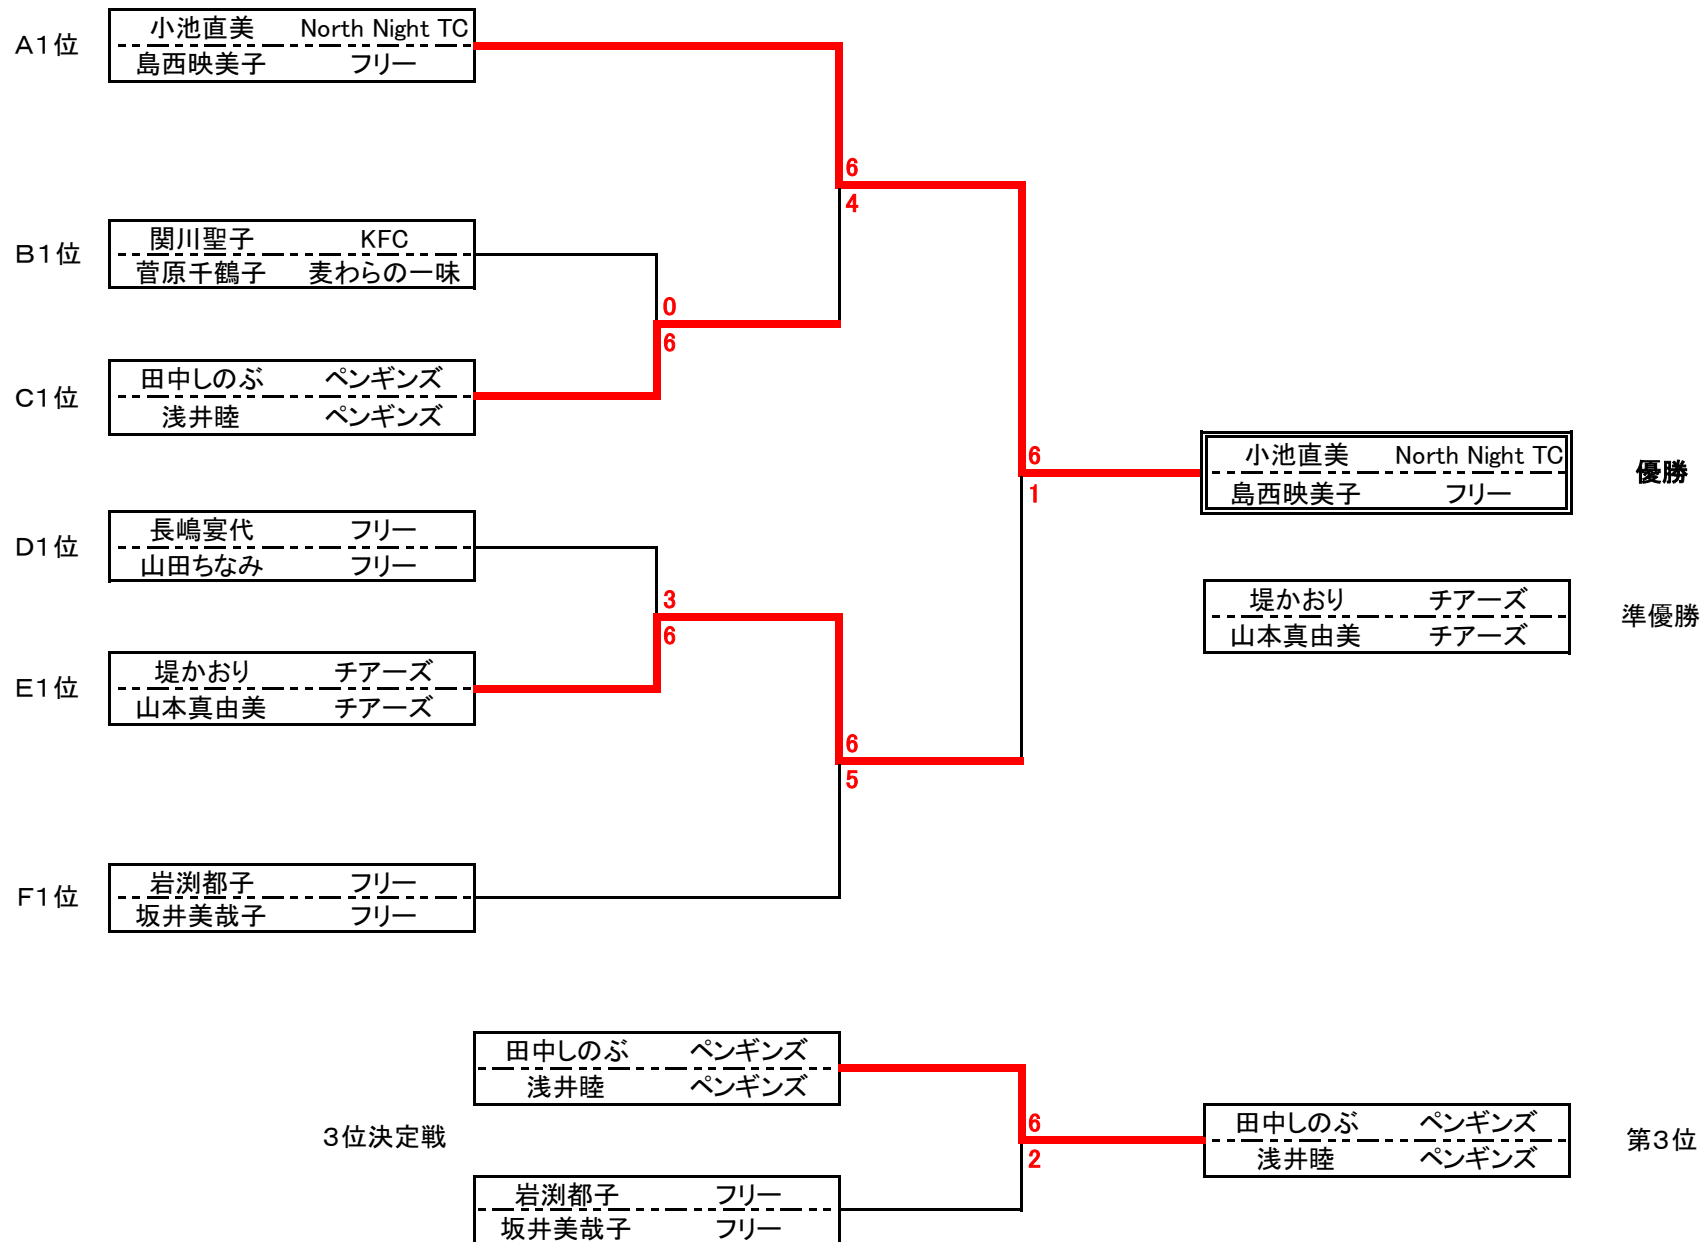 A1位
小池直美 North Night TC
島西映美子 フリー
6
4
B1位
関川聖子 KFC
菅原千鶴子 麦わらの一味
0
6
C1位
田中しのぶ ペンギンズ
浅井睦 ペンギンズ
6
1
小池直美 North Night TC
島西映美子 フリー
優勝
D1位
長嶋宴代 フリー
山田ちなみ フリー
3
6
堤かおり チアーズ
山本真由美 チアーズ
準優勝
E1位
堤かおり チアーズ
山本真由美 チアーズ
6
5
F1位
岩渕都子 フリー
坂井美哉子 フリー
3位決定戦
田中しのぶ ペンギンズ
浅井睦 ペンギンズ
6
2
田中しのぶ ペンギンズ
浅井睦 ペンギンズ
第3位
岩渕都子 フリー
坂井美哉子 フリー